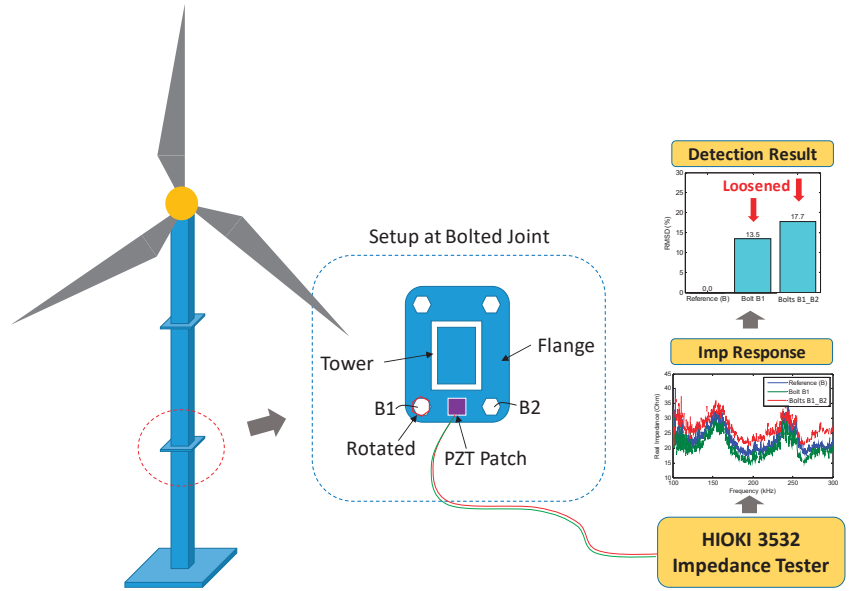 Setup at Bolted Joint
Tower
Flange
B1
B2
Rotated
PZT Patch
Detection Result
Loosened
RMSD (%)
30
25
20
15
10
5
0
0.0
13.5
17.7
Reference (B)
Bolt B1
Bolts B1_B2
Imp Response
Real Impedance (Ohm)
45
40
35
30
25
20
15
10
Reference (B)
Bolt B1
Bolts B1_B2
100
150
200
250
300
Frequency (kHz)
HIOKI 3532
Impedance Tester